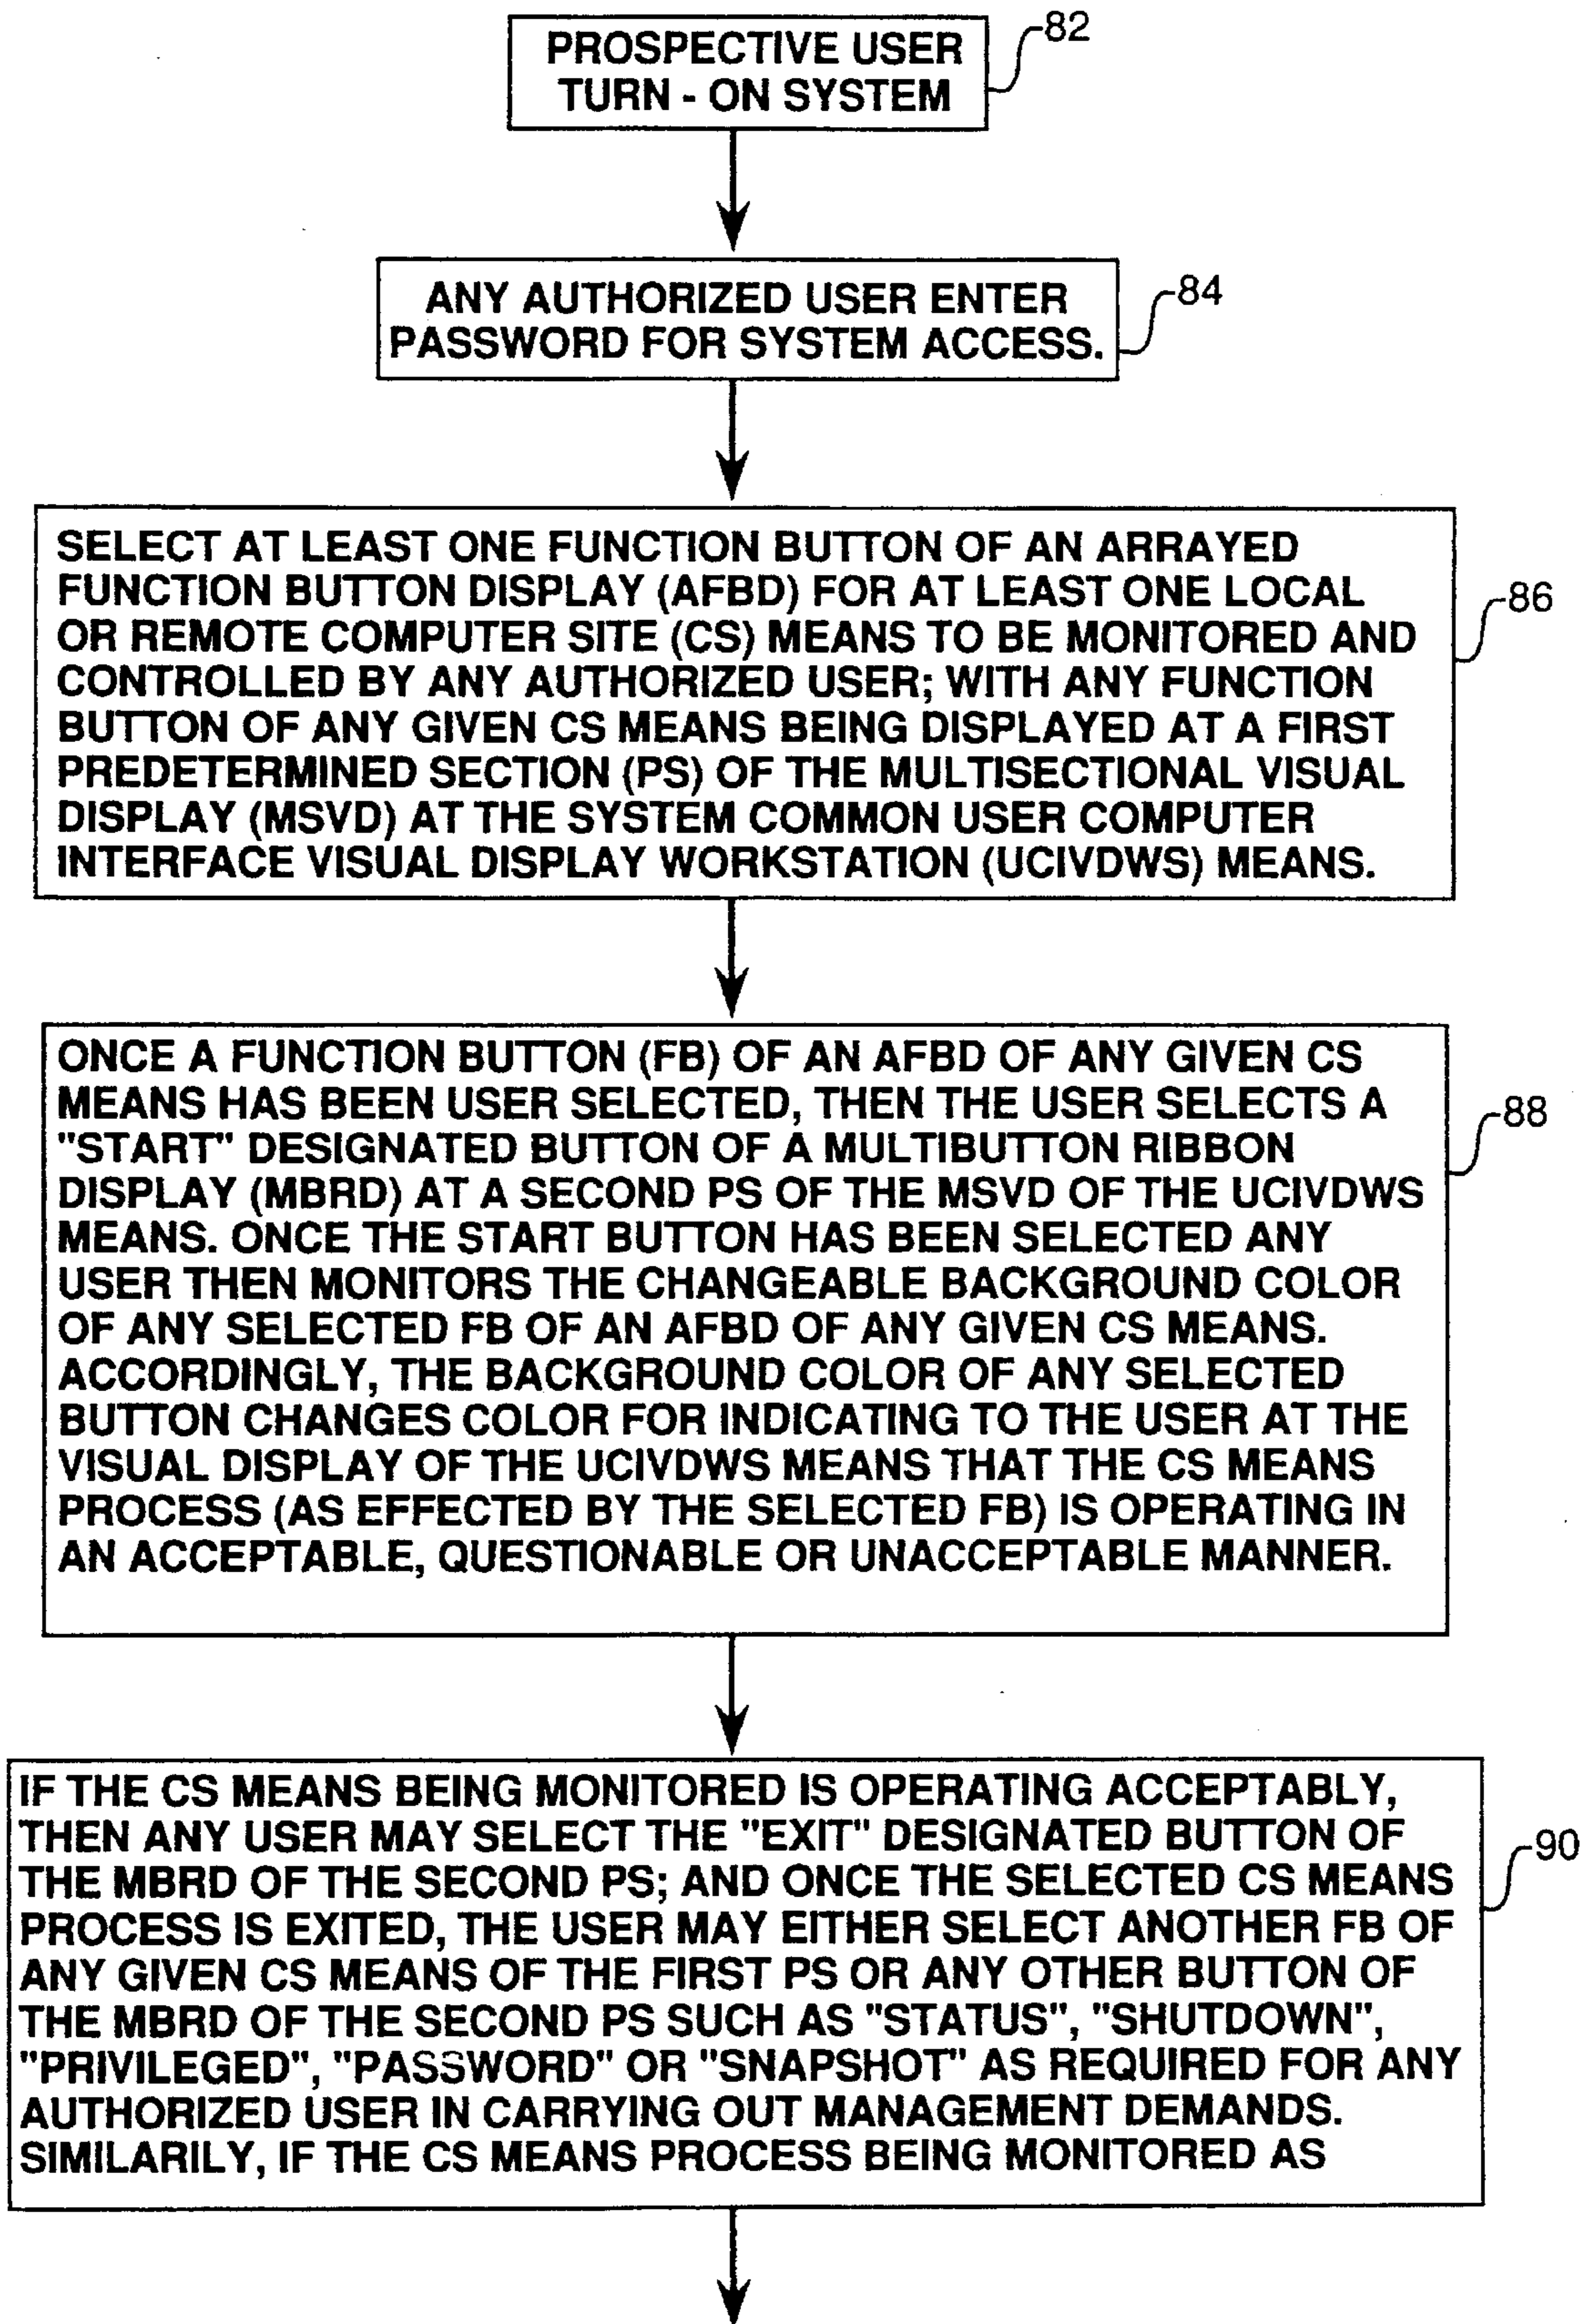 PROSPECTIVE USER
TURN - ON SYSTEM
82
ANY AUTHORIZED USER ENTER
PASSWORD FOR SYSTEM ACCESS.
84
SELECT AT LEAST ONE FUNCTION BUTTON OF AN ARRAYED
FUNCTION BUTTON DISPLAY (AFBD) FOR AT LEAST ONE LOCAL
OR REMOTE COMPUTER SITE (CS) MEANS TO BE MONITORED AND
CONTROLLED BY ANY AUTHORIZED USER; WITH ANY FUNCTION
BUTTON OF ANY GIVEN CS MEANS BEING DISPLAYED AT A FIRST
PREDETERMINED SECTION (PS) OF THE MULTISECTIONAL VISUAL
DISPLAY (MSVD) AT THE SYSTEM COMMON USER COMPUTER
INTERFACE VISUAL DISPLAY WORKSTATION (UCIVDWS) MEANS.
86
ONCE A FUNCTION BUTTON (FB) OF AN AFBD OF ANY GIVEN CS
MEANS HAS BEEN USER SELECTED, THEN THE USER SELECTS A
"START" DESIGNATED BUTTON OF A MULTIBUTTON RIBBON
DISPLAY (MBRD) AT A SECOND PS OF THE MSVD OF THE UCIVDWS
MEANS. ONCE THE START BUTTON HAS BEEN SELECTED ANY
USER THEN MONITORS THE CHANGEABLE BACKGROUND COLOR
OF ANY SELECTED FB OF AN AFBD OF ANY GIVEN CS MEANS.
ACCORDINGLY, THE BACKGROUND COLOR OF ANY SELECTED
BUTTON CHANGES COLOR FOR INDICATING TO THE USER AT THE
VISUAL DISPLAY OF THE UCIVDWS MEANS THAT THE CS MEANS
PROCESS (AS EFFECTED BY THE SELECTED FB) IS OPERATING IN
AN ACCEPTABLE, QUESTIONABLE OR UNACCEPTABLE MANNER.
88
IF THE CS MEANS BEING MONITORED IS OPERATING ACCEPTABLY,
THEN ANY USER MAY SELECT THE "EXIT" DESIGNATED BUTTON OF
THE MBRD OF THE SECOND PS; AND ONCE THE SELECTED CS MEANS
PROCESS IS EXITED, THE USER MAY EITHER SELECT ANOTHER FB OF
ANY GIVEN CS MEANS OF THE FIRST PS OR ANY OTHER BUTTON OF
THE MBRD OF THE SECOND PS SUCH AS "STATUS", "SHUTDOWN",
"PRIVILEGED", "PASSWORD" OR "SNAPSHOT" AS REQUIRED FOR ANY
AUTHORIZED USER IN CARRYING OUT MANAGEMENT DEMANDS.
SIMILARILY, IF THE CS MEANS PROCESS BEING MONITORED AS
90